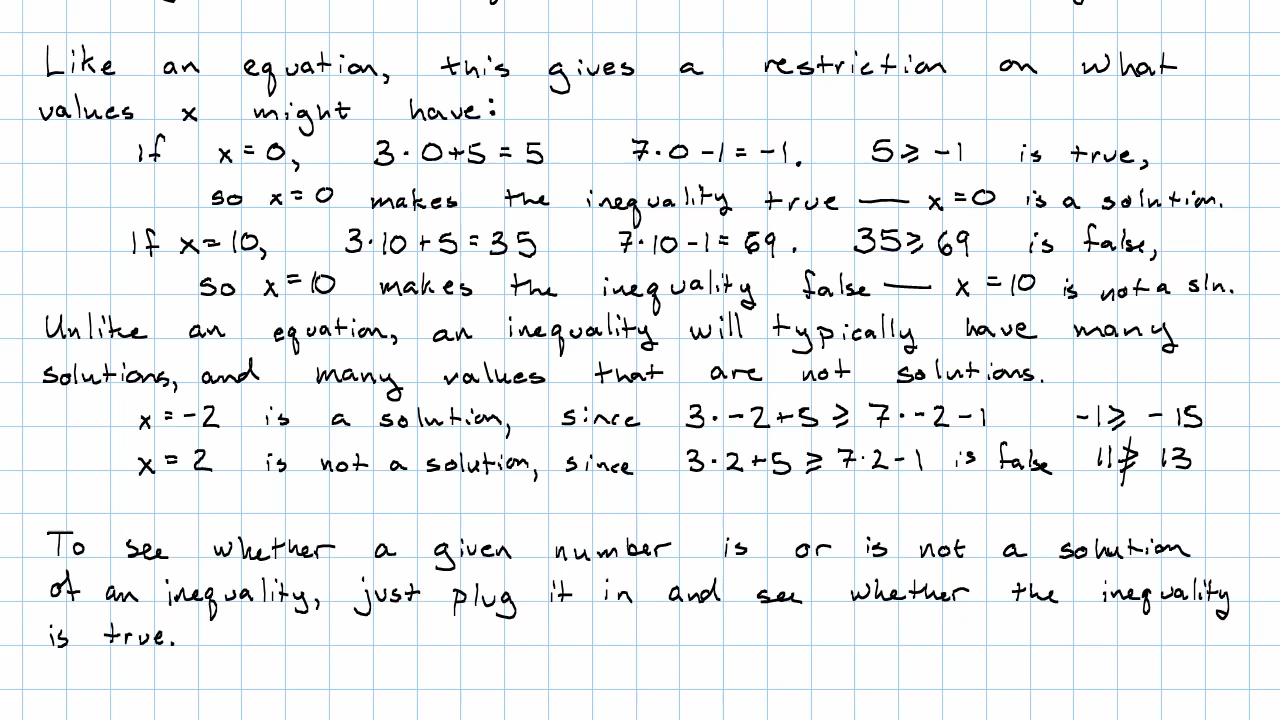 Like an equation, this gives a restriction on what
values x might have:
If x=0, 3·0+5=5 7·0-1=-1. 5≥-1 is true,
so x=0 makes the inequality true — x=0 is a solution.
If x=10, 3·10+5=35 7·10-1=69. 35≥69 is false,
so x=10 makes the inequality false — x=10 is not a sln.
Unlike an equation, an inequality will typically have many
solutions, and many values that are not solutions.
x=-2 is a solution, since 3·-2+5≥7·-2-1 -1≥-15
x=2 is not a solution, since 3·2+5≥7·2-1 is false 11≱13
To see whether a given number is or is not a solution
of an inequality, just plug it in and see whether the inequality
is true.